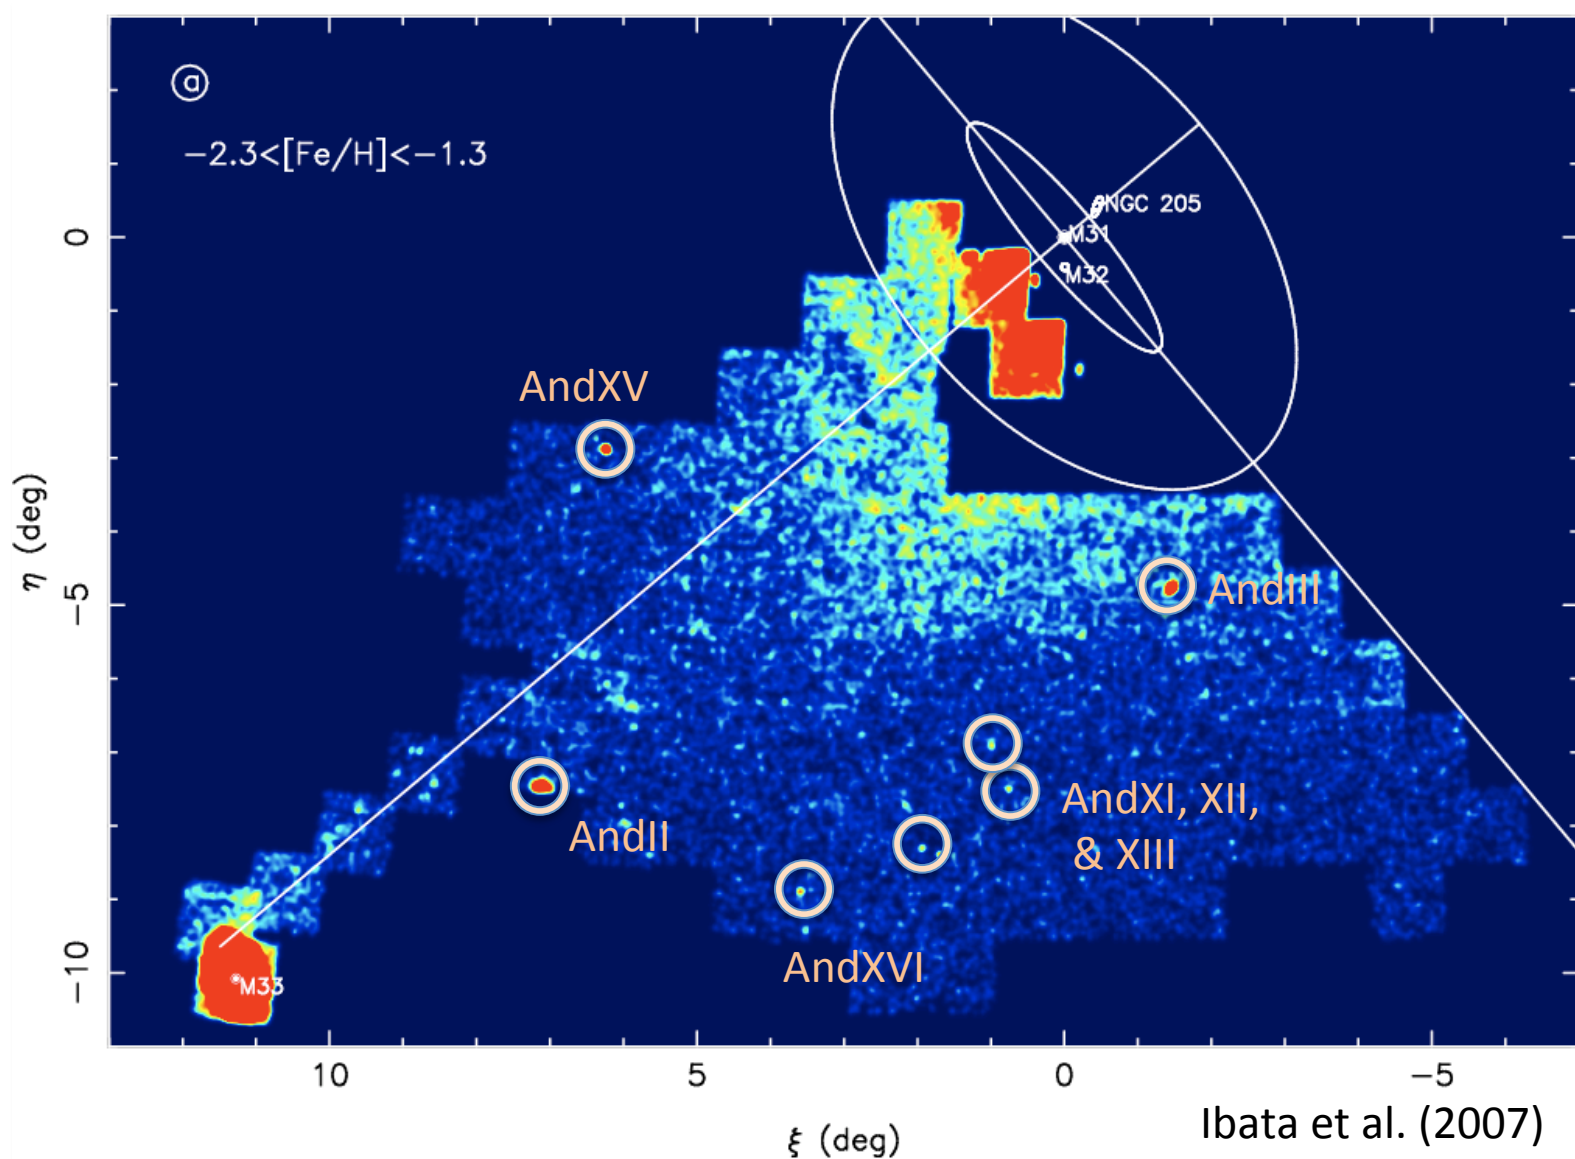 a
−2.3<[Fe/H]<−1.3
NGC 205
M31
M32
0
AndXV
η (deg)
−5
AndIII
AndXI, XII,
& XIII
AndII
AndXVI
−10
M33
10
5
0
−5
ξ (deg)
Ibata et al. (2007)